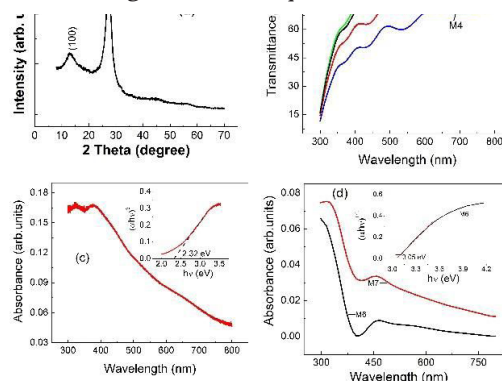 Intensity (arb. u
(100)
10 20 30 40 50 60 70
2 Theta (degree)
Transmittance
60
45
30
15
M4
300 400 500 600 700 800
Wavelength (nm)
Absorbance (arb.units)
0.18
0.15
0.12
0.09
0.06
0.03
(c)
(αhν)²
0.4
0.3
0.2
0.1
0.0
2.32 eV
2.0 2.5 3.0 3.5
hν (eV)
300 400 500 600 700 800
Wavelength (nm)
(d)
Absorbance (arb.units)
0.08
0.06
0.04
0.02
0.00
(αhν)²
0.6
0.4
0.2
0.0
3.05 eV
3.0 3.4 3.8 4.2
hν (eV)
M7
M6
300 450 600 750
Wavelength (nm)